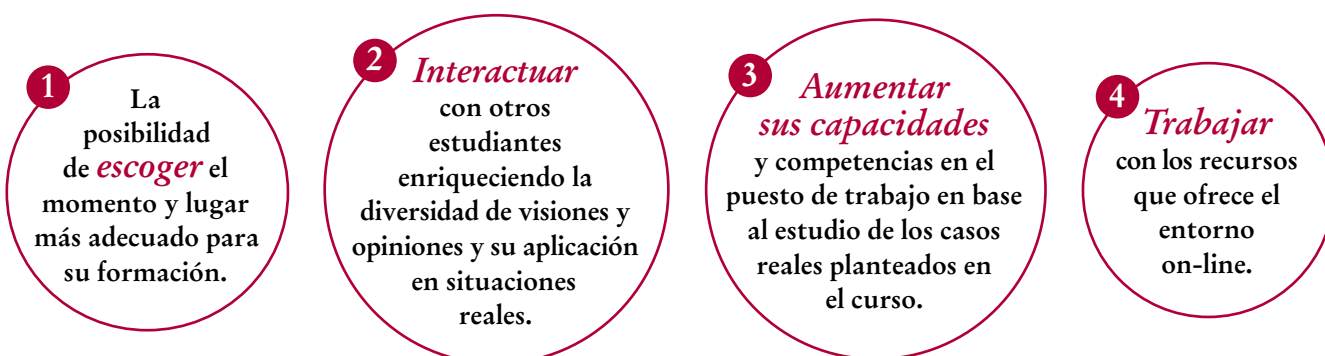 1
La
posibilidad
de escoger el
momento y lugar
más adecuado para
su formación.
2
Interactuar
con otros
estudiantes
enriqueciendo la
diversidad de visiones y
opiniones y su aplicación
en situaciones
reales.
3
Aumentar
sus capacidades
y competencias en el
puesto de trabajo en base
al estudio de los casos
reales planteados en
el curso.
4
Trabajar
con los recursos
que ofrece el
entorno
on-line.